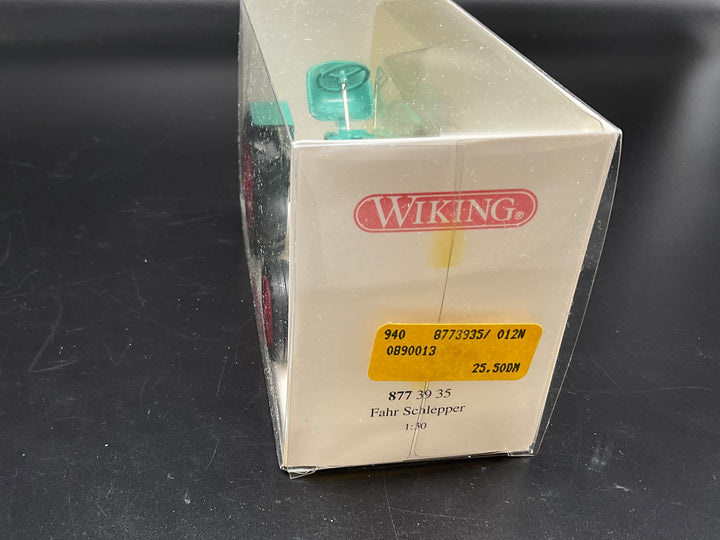 WIKING®
940 8773935/ 012N
0890013
25.50DM
877 39 35
Fahr Schlepper
1:30